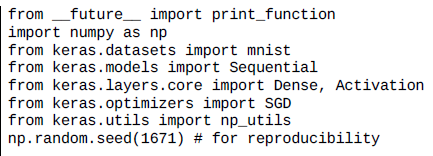 from __future__ import print_function
import numpy as np
from keras.datasets import mnist
from keras.models import Sequential
from keras.layers.core import Dense, Activation
from keras.optimizers import SGD
from keras.utils import np_utils
np.random.seed(1671) # for reproducibility